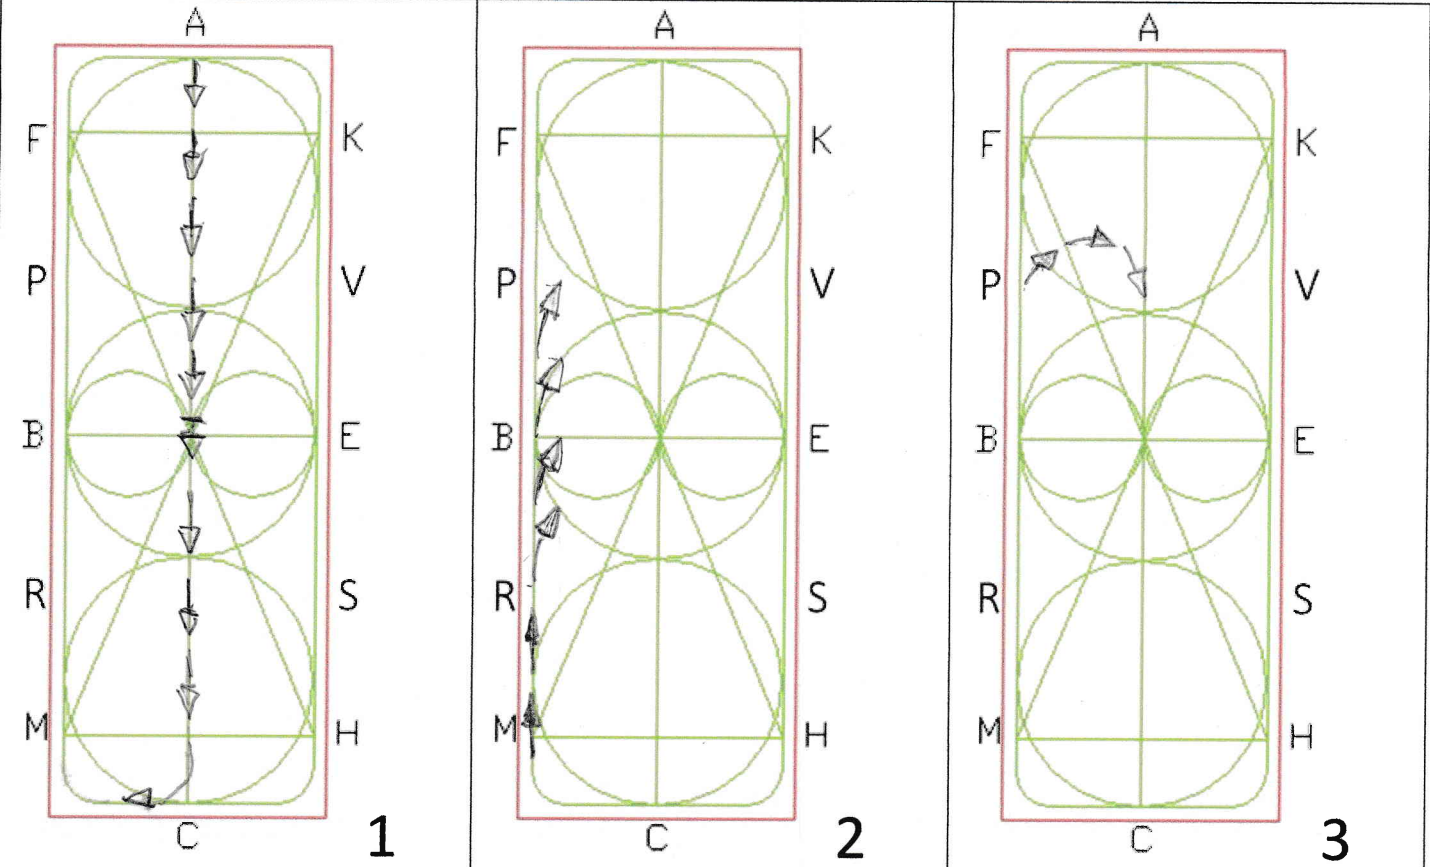 A A A
F K F K F K
P V P V P V
B E B E B E
R S R S R S
M H M H M H
C 1 C 2 C 3